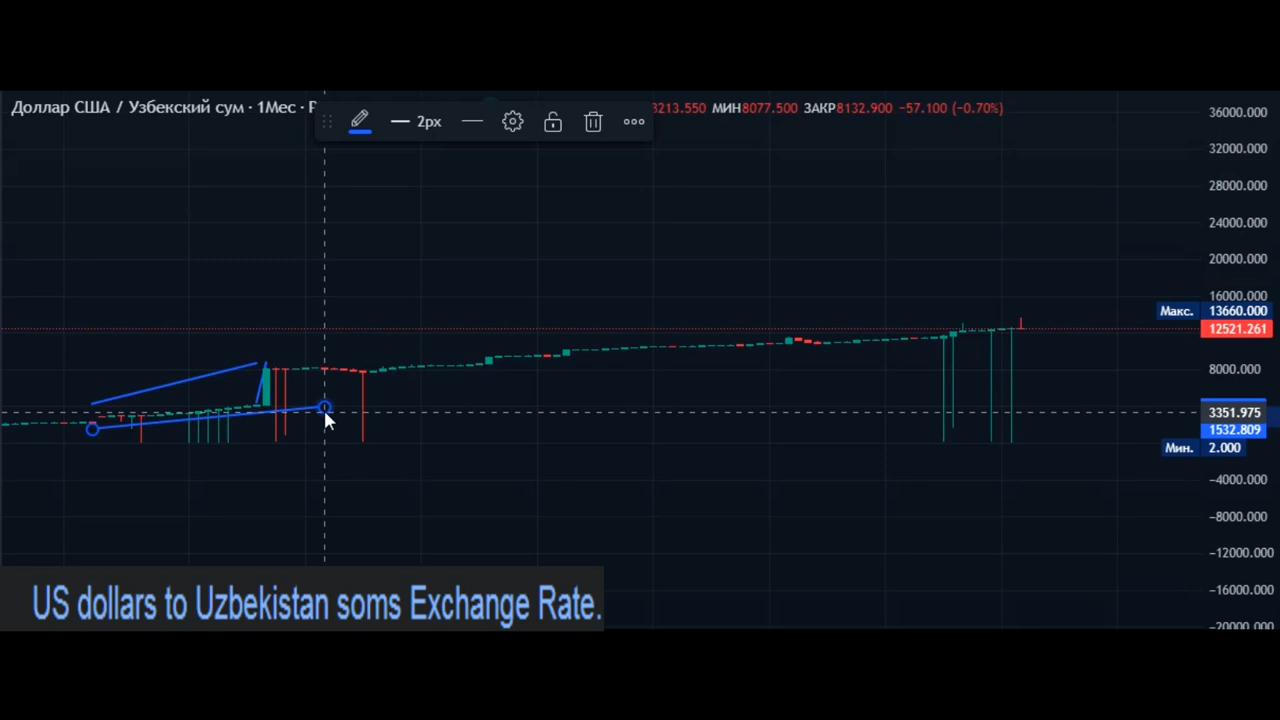 Доллар США / Узбекский сум · 1Мес ·
3213.550 МИН8077.500 ЗАКР8132.900 −57.100 (−0.70%)
2px
36000.000
32000.000
28000.000
24000.000
20000.000
16000.000
Макс. 13660.000
12521.261
8000.000
3351.975
1532.809
Мин. 2.000
−4000.000
−8000.000
−12000.000
−16000.000
−20000.000
US dollars to Uzbekistan soms Exchange Rate.